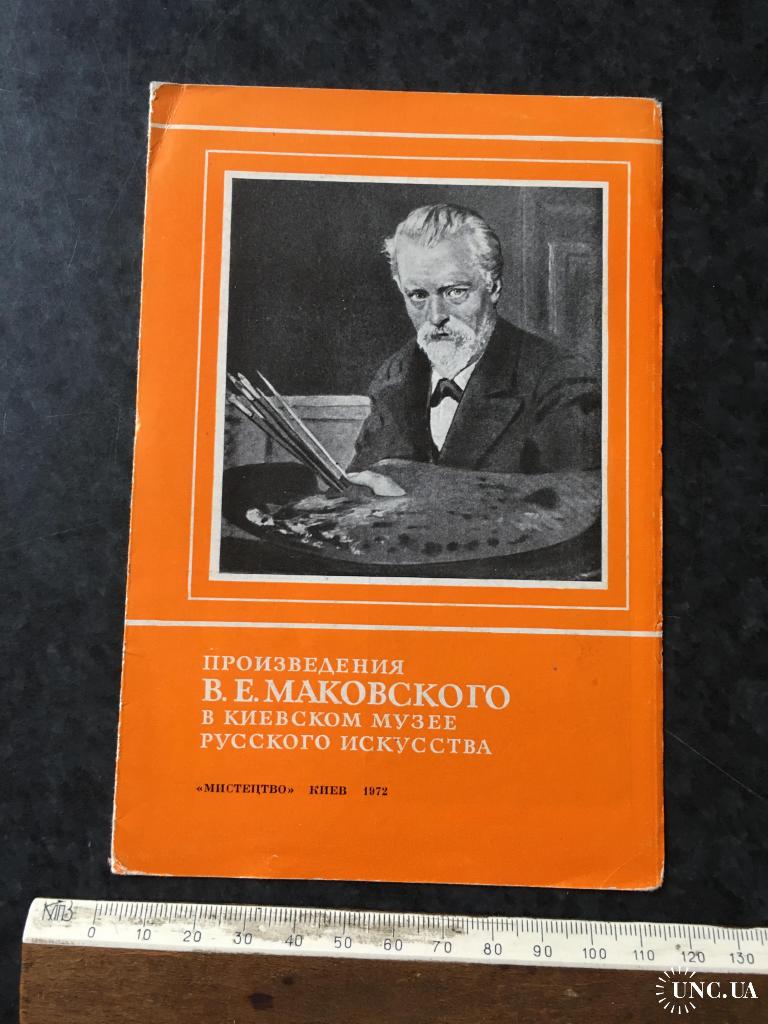 ПРОИЗВЕДЕНИЯ
В. Е. МАКОВСКОГО
В КИЕВСКОМ МУЗЕЕ
РУССКОГО ИСКУССТВА
«МИСТЕЦТВО» КИЕВ 1972
КПЗ
0 10 20 30 40 50 60 70 80 90 100 110 120 130
UNC.UA